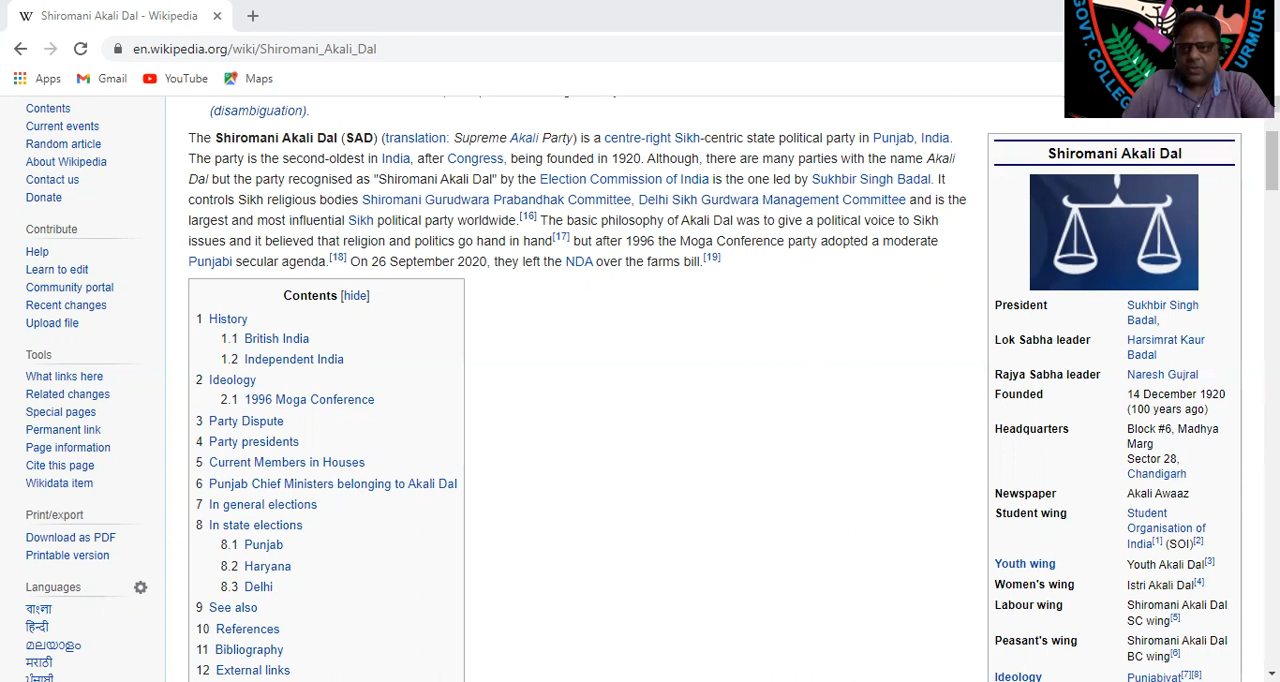 Shiromani Akali Dal - Wikipedia
en.wikipedia.org/wiki/Shiromani_Akali_Dal
Apps Gmail YouTube Maps
GOVT. COLLEGE
URMUR
Contents
Current events
Random article
About Wikipedia
Contact us
Donate
Contribute
Help
Learn to edit
Community portal
Recent changes
Upload file
Tools
What links here
Related changes
Special pages
Permanent link
Page information
Cite this page
Wikidata item
Print/export
Download as PDF
Printable version
Languages
বাংলা
हिन्दी
മലയാളം
मराठी
(disambiguation).
The Shiromani Akali Dal (SAD) (translation: Supreme Akali Party) is a centre-right Sikh-centric state political party in Punjab, India.
The party is the second-oldest in India, after Congress, being founded in 1920. Although, there are many parties with the name Akali
Dal but the party recognised as "Shiromani Akali Dal" by the Election Commission of India is the one led by Sukhbir Singh Badal. It
controls Sikh religious bodies Shiromani Gurudwara Prabandhak Committee, Delhi Sikh Gurdwara Management Committee and is the
largest and most influential Sikh political party worldwide.[16] The basic philosophy of Akali Dal was to give a political voice to Sikh
issues and it believed that religion and politics go hand in hand[17] but after 1996 the Moga Conference party adopted a moderate
Punjabi secular agenda.[18] On 26 September 2020, they left the NDA over the farms bill.[19]
Contents [hide]
1 History
1.1 British India
1.2 Independent India
2 Ideology
2.1 1996 Moga Conference
3 Party Dispute
4 Party presidents
5 Current Members in Houses
6 Punjab Chief Ministers belonging to Akali Dal
7 In general elections
8 In state elections
8.1 Punjab
8.2 Haryana
8.3 Delhi
9 See also
10 References
11 Bibliography
12 External links
Shiromani Akali Dal
President Sukhbir Singh
Badal,
Lok Sabha leader Harsimrat Kaur
Badal
Rajya Sabha leader Naresh Gujral
Founded 14 December 1920
(100 years ago)
Headquarters Block #6, Madhya
Marg
Sector 28,
Chandigarh
Newspaper Akali Awaaz
Student wing Student
Organisation of
India[1] (SOI)[2]
Youth wing Youth Akali Dal[3]
Women's wing Istri Akali Dal[4]
Labour wing Shiromani Akali Dal
SC wing[5]
Peasant's wing Shiromani Akali Dal
BC wing[6]
Ideology Punjabiyat[7][8]